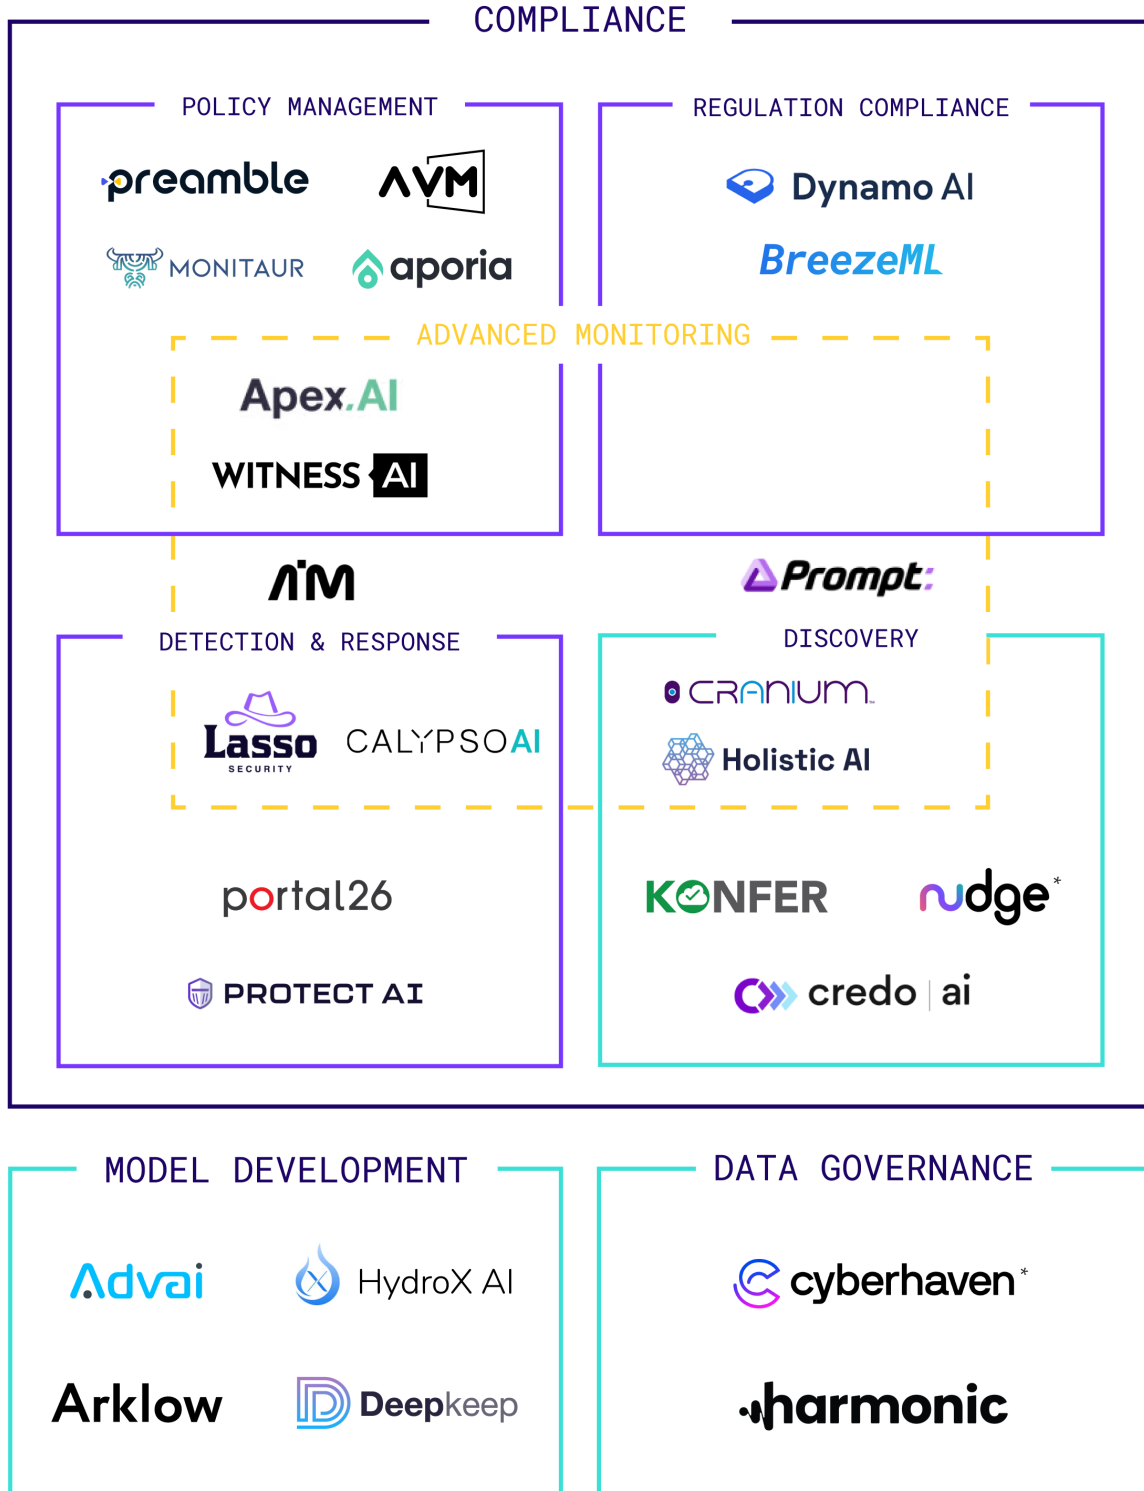 COMPLIANCE
POLICY MANAGEMENT
REGULATION COMPLIANCE
preamble
AVM
Dynamo AI
MONITAUR
aporia
BreezeML
ADVANCED MONITORING
Apex.AI
WITNESS AI
AIM
Prompt:
DETECTION & RESPONSE
DISCOVERY
Lasso
SECURITY
CALYPSOAI
CRANIUM
Holistic AI
portal26
KONFER
nudge*
PROTECT AI
credo | ai
MODEL DEVELOPMENT
DATA GOVERNANCE
Advai
HydroX AI
cyberhaven*
Arklow
Deepkeep
harmonic